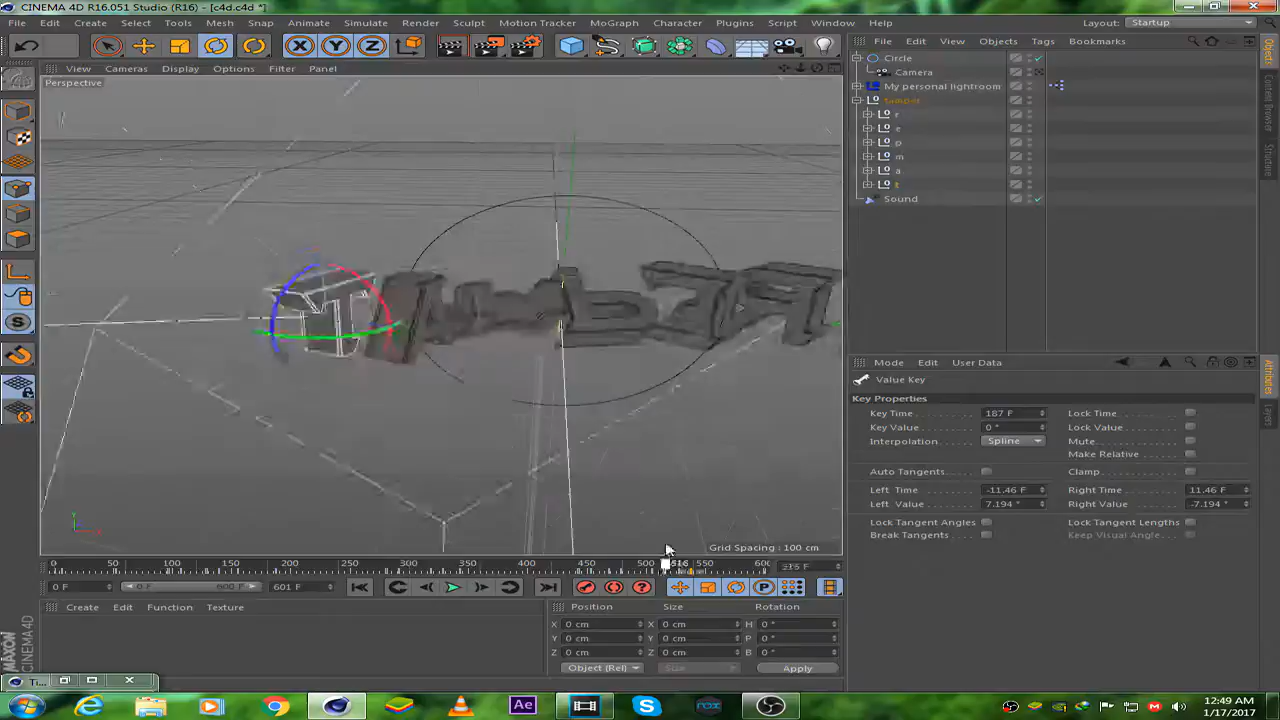 CINEMA 4D R16.051 Studio (R16) - [c4d.c4d *]
File Edit Create Select Tools Mesh Snap Animate Simulate Render Sculpt Motion Tracker MoGraph Character Plugins Script Window Help
Layout: Startup
X Y Z
File Edit View Objects Tags Bookmarks
View Cameras Display Options Filter Panel
Perspective
Circle
Camera
My personal lightroom
r
e
p
m
a
t
Sound
Objects
Content Browser
Structure
Mode Edit User Data
Value Key
Key Properties
Key Time 187 F Lock Time
Key Value 0 ° Lock Value
Interpolation Spline Mute
Make Relative
Auto Tangents Clamp
Left Time -11.46 F Right Time 11.46 F
Left Value 7.194 ° Right Value -7.194 °
Lock Tangent Angles Lock Tangent Lengths
Break Tangents Keep Visual Angle
Attributes
Layers
Y
Grid Spacing : 100 cm
0 50 100 150 200 250 300 350 400 450 500 516 550 600
0 F 601 F
Create Edit Function Texture
Position Size Rotation
X 0 cm X 0 cm H 0 °
Y 0 cm Y 0 cm P 0 °
Z 0 cm Z 0 cm B 0 °
Object (Rel) Size Apply
MAXON
CINEMA 4D
Ti...
Ae
12:49 AM
1/17/2017